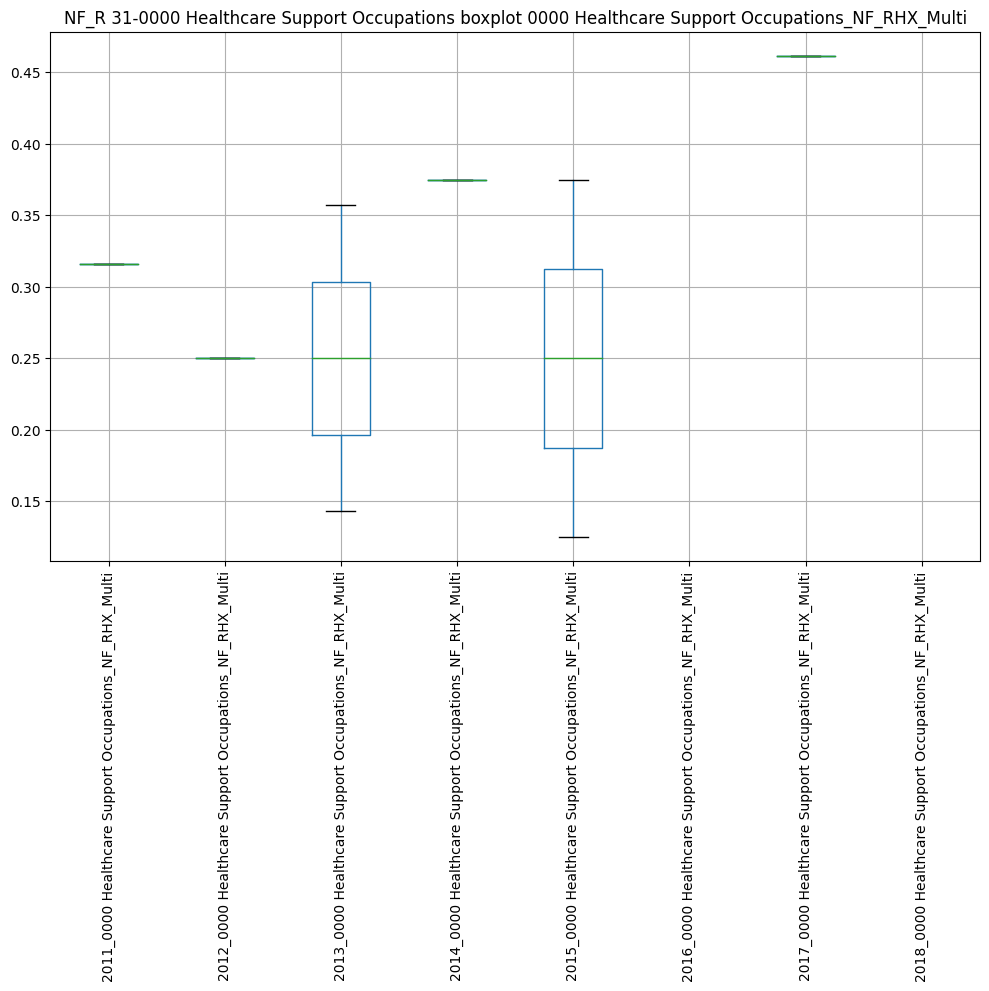 NF_R 31-0000 Healthcare Support Occupations boxplot 0000 Healthcare Support Occupations_NF_RHX_Multi
0.45
0.40
0.35
0.30
0.25
0.20
0.15
2011_0000 Healthcare Support Occupations_NF_RHX_Multi
2012_0000 Healthcare Support Occupations_NF_RHX_Multi
2013_0000 Healthcare Support Occupations_NF_RHX_Multi
2014_0000 Healthcare Support Occupations_NF_RHX_Multi
2015_0000 Healthcare Support Occupations_NF_RHX_Multi
2016_0000 Healthcare Support Occupations_NF_RHX_Multi
2017_0000 Healthcare Support Occupations_NF_RHX_Multi
2018_0000 Healthcare Support Occupations_NF_RHX_Multi